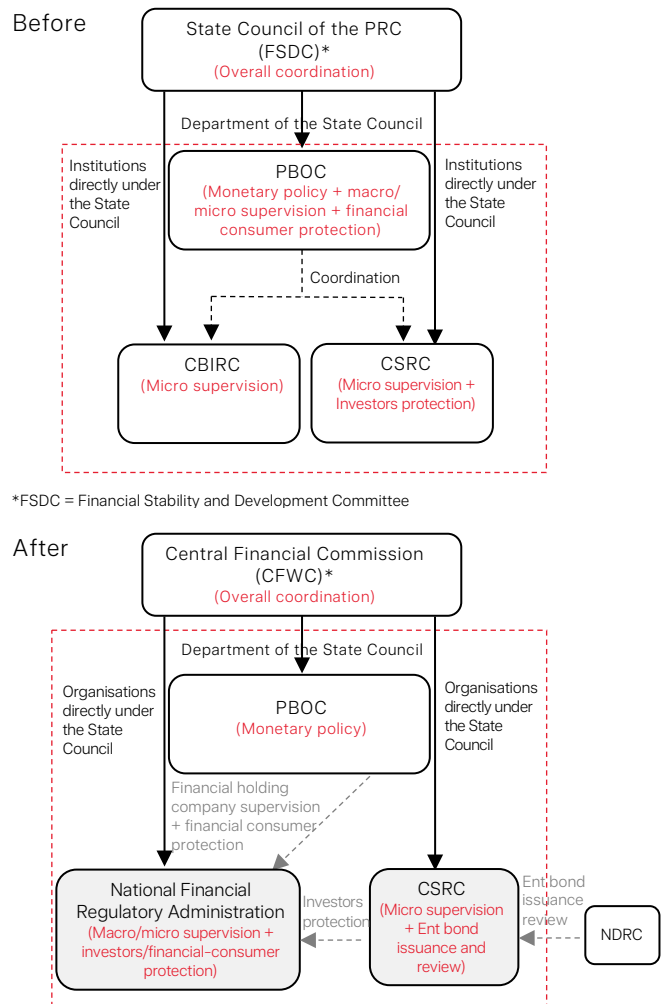 Before
State Council of the PRC
(FSDC)*
(Overall coordination)
Department of the State Council
Institutions
directly under
the State
Council
PBOC
(Monetary policy + macro/
micro supervision + financial
consumer protection)
Institutions
directly under
the State
Council
Coordination
CBIRC
(Micro supervision)
CSRC
(Micro supervision +
Investors protection)
*FSDC = Financial Stability and Development Committee
After
Central Financial Commission
(CFWC)*
(Overall coordination)
Department of the State Council
Organisations
directly under
the State
Council
PBOC
(Monetary policy)
Organisations
directly under
the State
Council
Financial holding
company supervision
+ financial consumer
protection
National Financial
Regulatory Administration
(Macro/micro supervision +
investors/financial-consumer
protection)
Investors
protection
CSRC
(Micro supervision
+ Ent bond
issuance and
review)
Ent bond
issuance
review
NDRC